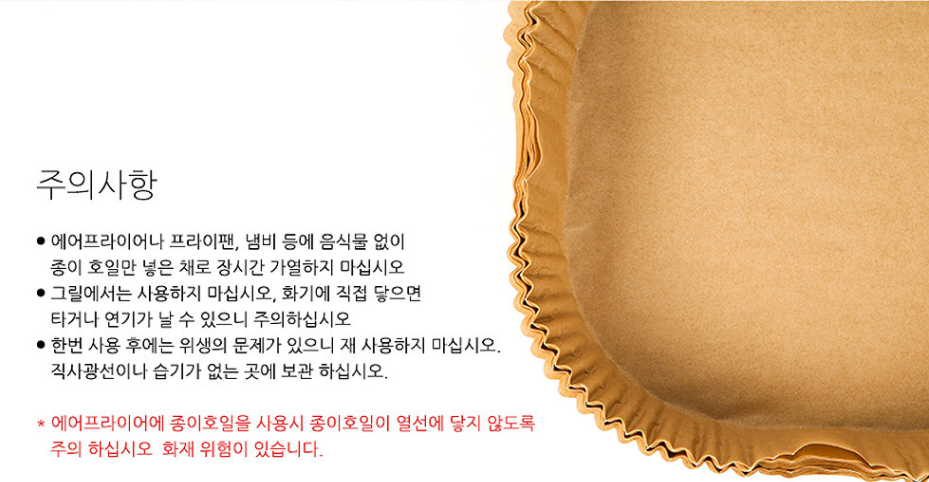 주의사항
● 에어프라이어나 프라이팬, 냄비 등에 음식물 없이
종이 호일만 넣은 채로 장시간 가열하지 마십시오
● 그릴에서는 사용하지 마십시오, 화기에 직접 닿으면
타거나 연기가 날 수 있으니 주의하십시오
● 한번 사용 후에는 위생의 문제가 있으니 재 사용하지 마십시오.
직사광선이나 습기가 없는 곳에 보관 하십시오.
* 에어프라이어에 종이호일을 사용시 종이호일이 열선에 닿지 않도록
주의 하십시오 화재 위험이 있습니다.